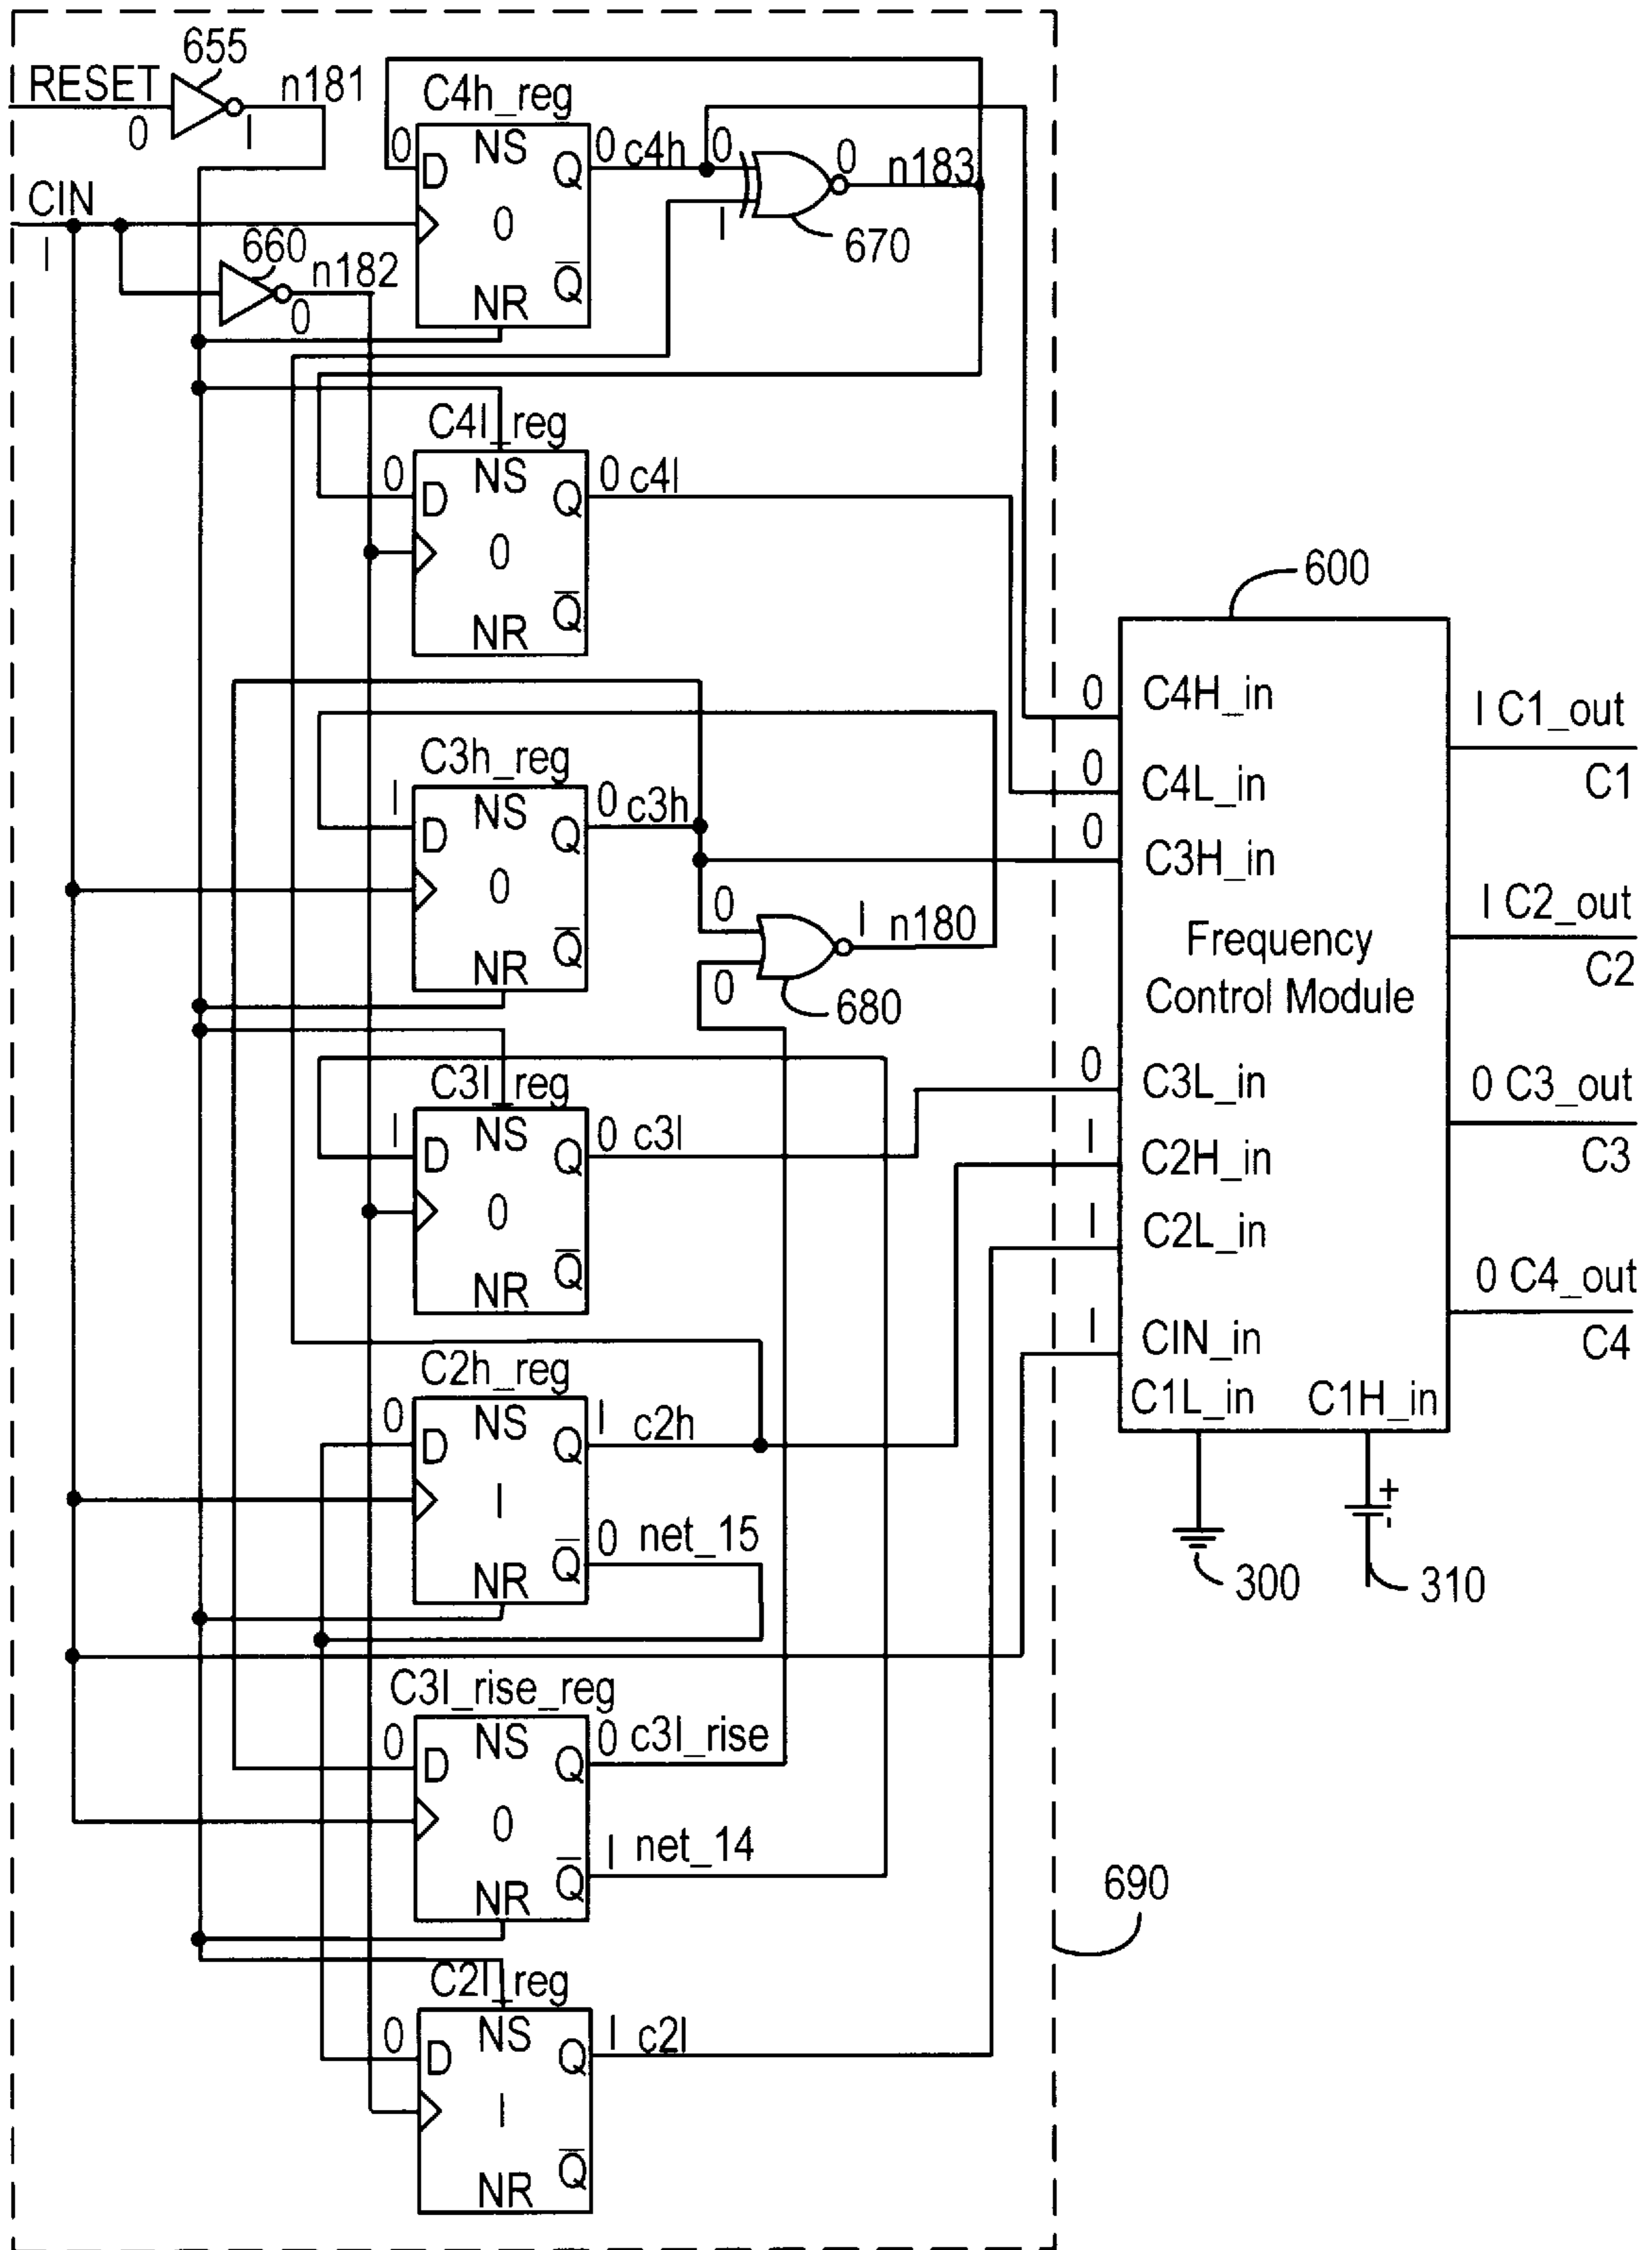 655
RESET
n181
0
I
C4h_reg
0
D
NS
Q
0
Q
NR
0 c4h
0
I
0
n183
670
CIN
I
660
n182
0
C4l_reg
0
D
NS
Q
0
Q
NR
0 c4l
C3h_reg
I
D
NS
Q
0
Q
NR
0 c3h
0
0
I n180
680
C3l_reg
I
D
NS
Q
0
Q
NR
0 c3l
C2h_reg
0
D
NS
Q
I
Q
NR
I c2h
0 net_15
C3l_rise_reg
0
D
NS
Q
0
Q
NR
0 c3l_rise
I net_14
C2l_reg
0
D
NS
Q
I
Q
NR
I c2l
690
600
0 C4H_in
0 C4L_in
0 C3H_in
Frequency
Control Module
0 C3L_in
I C2H_in
I C2L_in
I CIN_in
C1L_in C1H_in
I C1_out
C1
I C2_out
C2
0 C3_out
C3
0 C4_out
C4
+
-
300
310